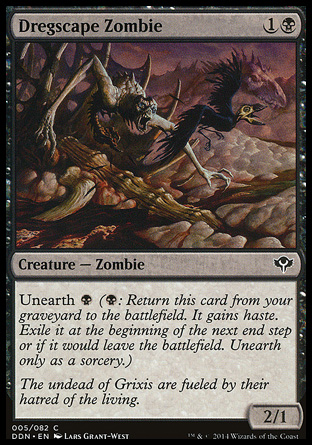 Dregscape Zombie 1
Creature — Zombie
Unearth (: Return this card from your
graveyard to the battlefield. It gains haste.
Exile it at the beginning of the next end step
or if it would leave the battlefield. Unearth
only as a sorcery.)
The undead of Grixis are fueled by their
hatred of the living.
2/1
005/082 C
DDN • EN Lars Grant-West
™ & © 2014 Wizards of the Coast